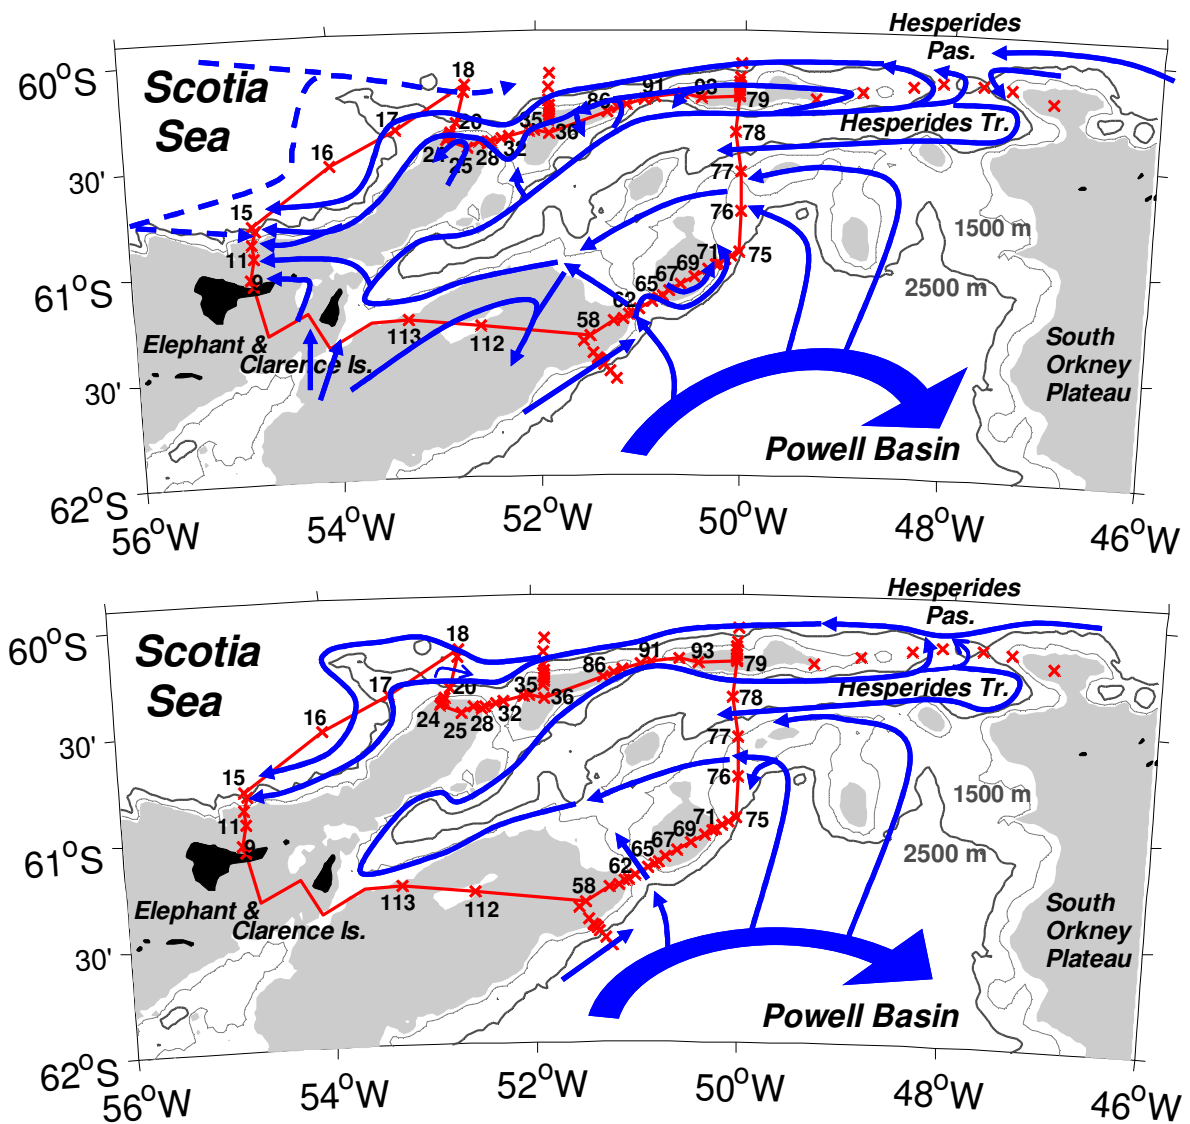 Hesperides
Pas.
60°S
Scotia
Sea
18
17
20
16
24
25
28
32
35
36
86
91
93
79
Hesperides Tr.
78
77
76
75
30'
15
11
9
1500 m
2500 m
61°S
71
69
67
65
62
58
113
112
Elephant &
Clarence Is.
South
Orkney
Plateau
30'
Powell Basin
62°S
56°W
54°W
52°W
50°W
48°W
46°W
Hesperides
Pas.
60°S
Scotia
Sea
18
17
20
16
24
25
28
32
35
36
86
91
93
79
Hesperides Tr.
78
77
76
75
30'
15
11
9
1500 m
2500 m
61°S
71
69
67
65
62
58
113
112
Elephant &
Clarence Is.
South
Orkney
Plateau
30'
Powell Basin
62°S
56°W
54°W
52°W
50°W
48°W
46°W